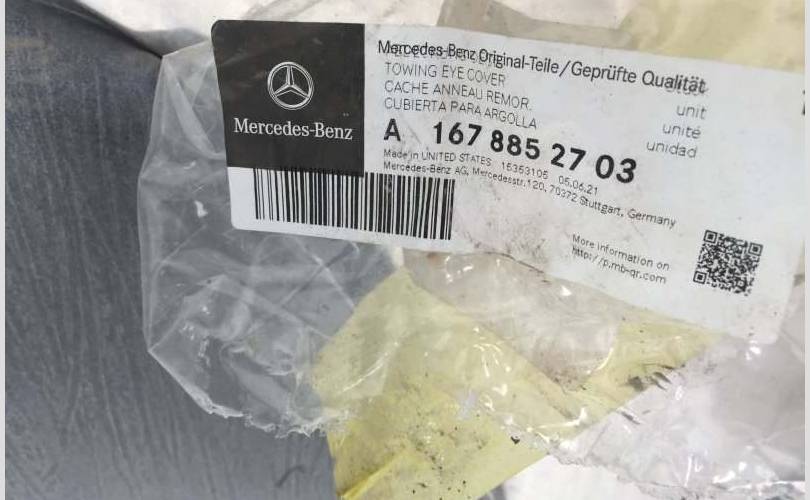 Mercedes-Benz
Mercedes-Benz Original-Teile/Geprüfte Qualität
TOWING EYE COVER
CACHE ANNEAU REMOR.
CUBIERTA PARA ARGOLLA
unit
unité
unidad
A 167 885 27 03
Made in UNITED STATES 15353105 05.06.21
Mercedes-Benz AG, Mercedesstr.120, 70372 Stuttgart, Germany
More information on
http://p.mb-qr.com